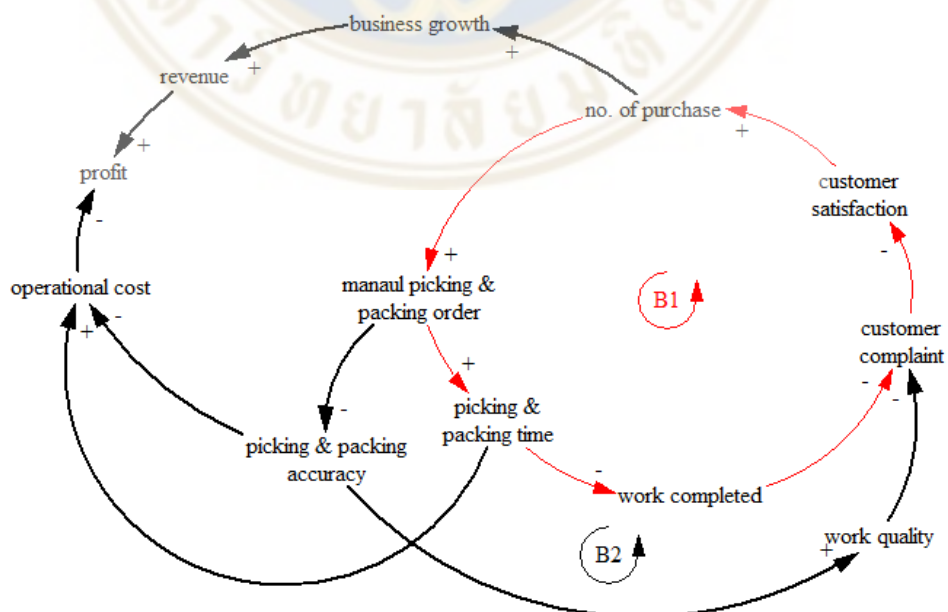 business growth
+
+
revenue
no. of purchase
+
+
profit
-
customer
satisfaction
-
+
operational cost
manaul picking &
packing order
B1
-
+
customer
complaint
+
-
-
-
picking &
packing time
picking & packing
accuracy
-
work completed
B2
+
work quality